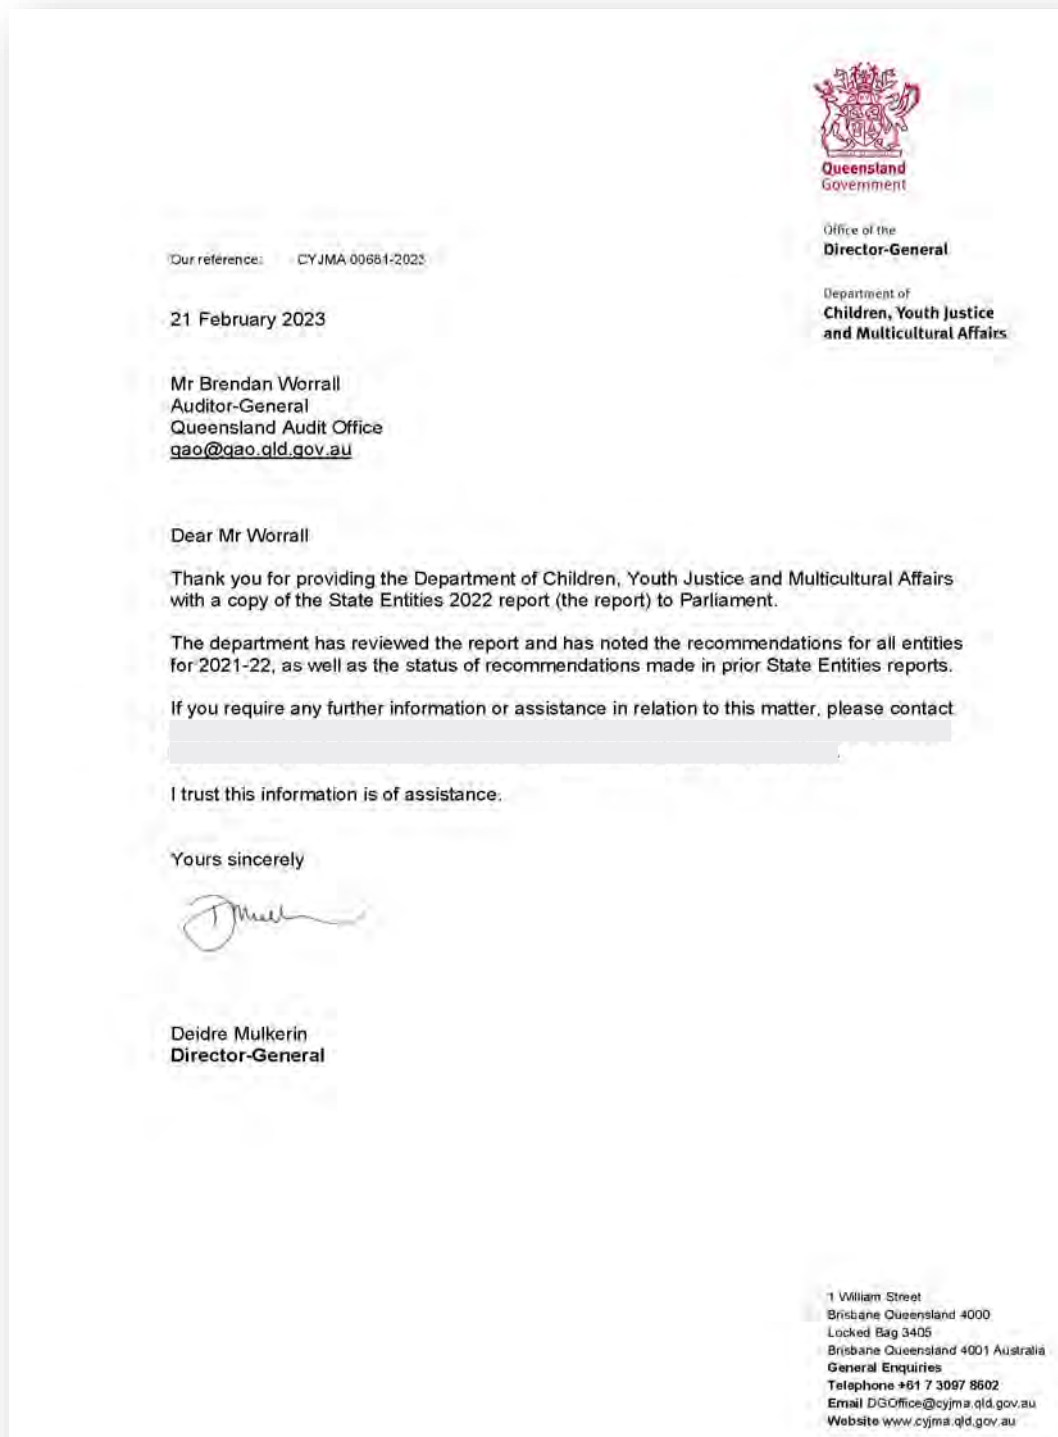 Queensland
Government
Office of the
Director-General
Department of
Children, Youth Justice
and Multicultural Affairs
Our reference: CYJMA 00681-2023
21 February 2023
Mr Brendan Worrall
Auditor-General
Queensland Audit Office
qao@qao.qld.gov.au
Dear Mr Worrall
Thank you for providing the Department of Children, Youth Justice and Multicultural Affairs
with a copy of the State Entities 2022 report (the report) to Parliament.
The department has reviewed the report and has noted the recommendations for all entities
for 2021-22, as well as the status of recommendations made in prior State Entities reports.
If you require any further information or assistance in relation to this matter, please contact
.
I trust this information is of assistance.
Yours sincerely
Deidre Mulkerin
Director-General
1 William Street
Brisbane Queensland 4000
Locked Bag 3405
Brisbane Queensland 4001 Australia
General Enquiries
Telephone +61 7 3097 8602
Email DGOffice@cyjma.qld.gov.au
Website www.cyjma.qld.gov.au